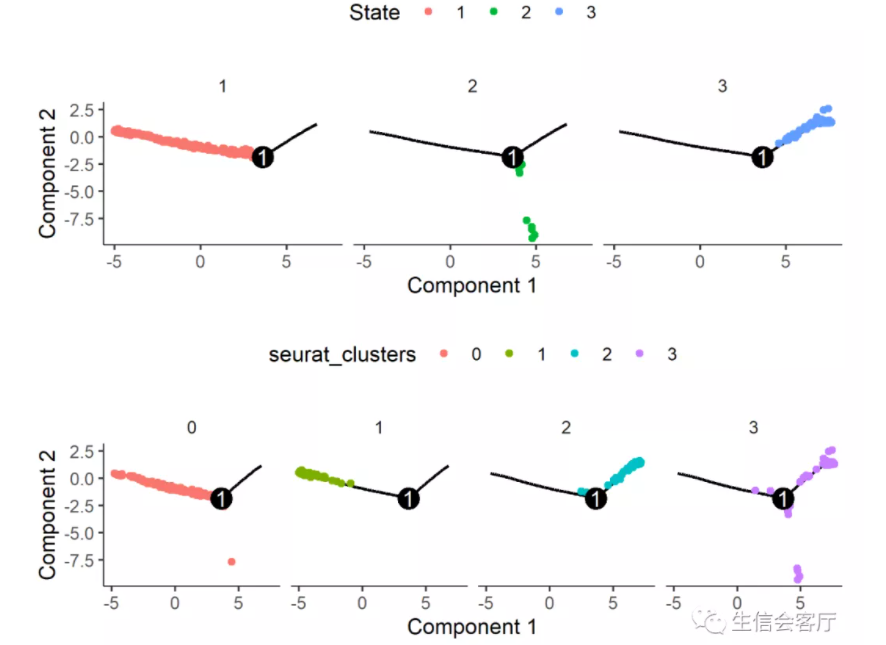 State 1 2 3
1 2 3
Component 2
2.5
0.0
-2.5
-5.0
-7.5
1 1 1
-5 0 5 -5 0 5 -5 0 5
Component 1
seurat_clusters 0 1 2 3
0 1 2 3
Component 2
2.5
0.0
-2.5
-5.0
-7.5
1 1 1 1
-5 0 5 -5 0 5 -5 0 5 -5 0 5
Component 1
生信会客厅